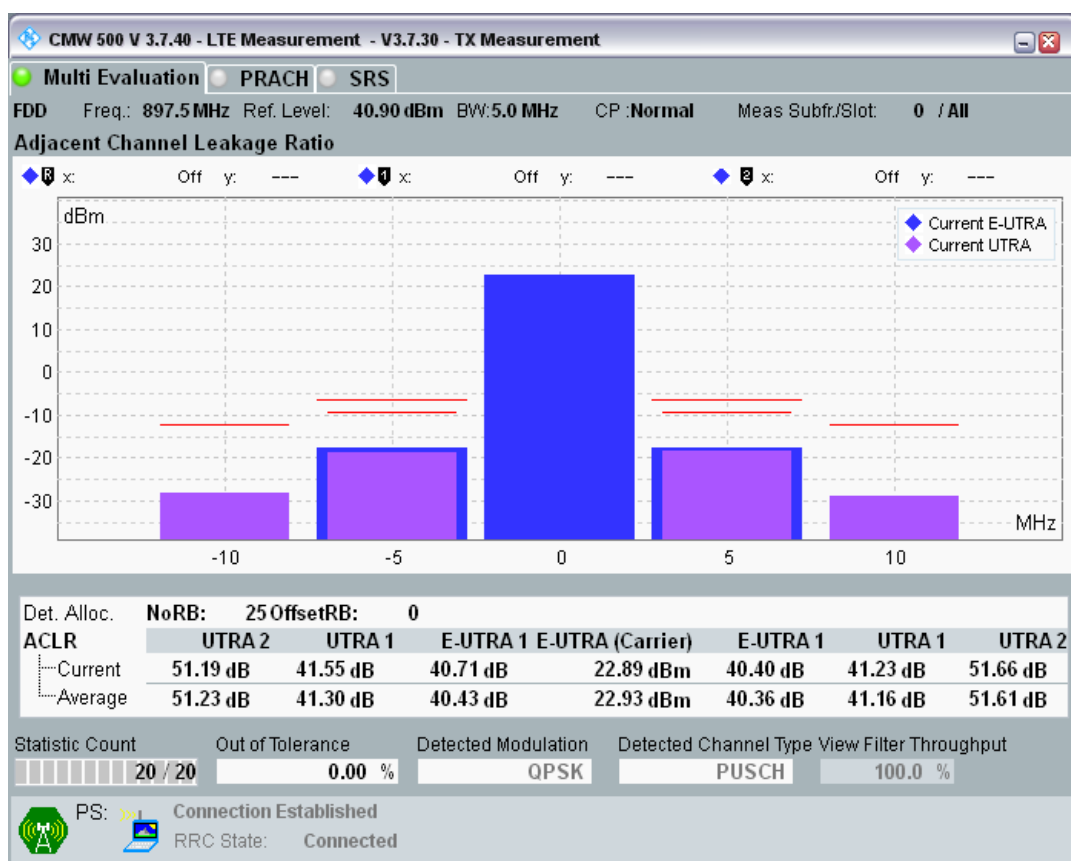 CMW 500 V 3.7.40 - LTE Measurement - V3.7.30 - TX Measurement
Multi Evaluation PRACH SRS
FDD Freq.: 897.5 MHz Ref. Level: 40.90 dBm BW:5.0 MHz CP :Normal Meas Subfr./Slot: 0 / All
Adjacent Channel Leakage Ratio
R x: Off y: --- 1 x: Off y: --- 2 x: Off y: ---
dBm
Current E-UTRA
Current UTRA
30
20
10
0
-10
-20
-30
MHz
-10 -5 0 5 10
Det. Alloc. NoRB: 25 OffsetRB: 0
ACLR UTRA 2 UTRA 1 E-UTRA 1 E-UTRA (Carrier) E-UTRA 1 UTRA 1 UTRA 2
Current 51.19 dB 41.55 dB 40.71 dB 22.89 dBm 40.40 dB 41.23 dB 51.66 dB
Average 51.23 dB 41.30 dB 40.43 dB 22.93 dBm 40.36 dB 41.16 dB 51.61 dB
Statistic Count Out of Tolerance Detected Modulation Detected Channel Type View Filter Throughput
20 / 20 0.00 % QPSK PUSCH 100.0 %
PS: Connection Established
RRC State: Connected